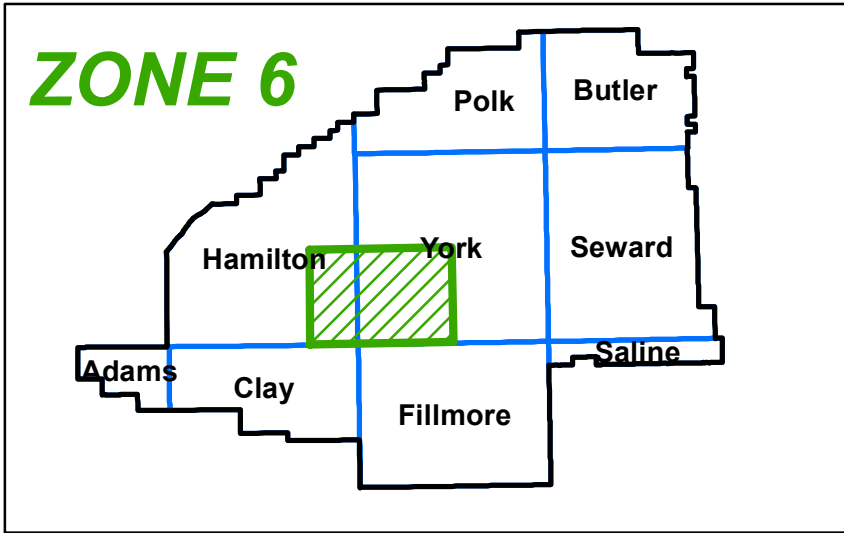 ZONE 6
Polk
Butler
Hamilton
York
Seward
Adams
Clay
Fillmore
Saline